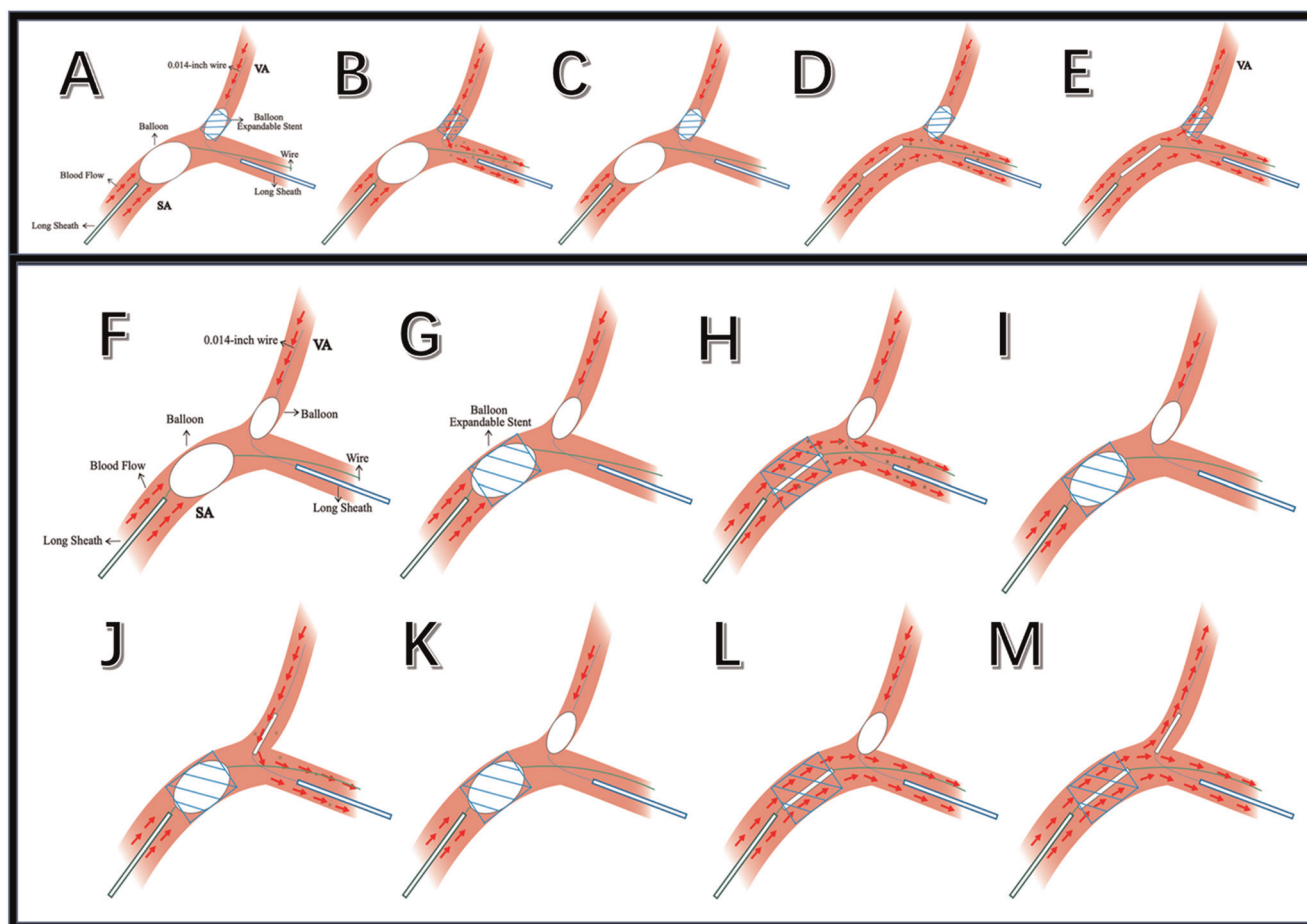 A
B
C
D
E
0.014-inch wire
VA
VA
Balloon
Balloon
Expandable Stent
Wire
Blood Flow
Long Sheath
SA
Long Sheath
F
G
H
I
0.014-inch wire
VA
Balloon
Balloon
Balloon
Expandable Stent
Blood Flow
Wire
Long Sheath
SA
Long Sheath
J
K
L
M